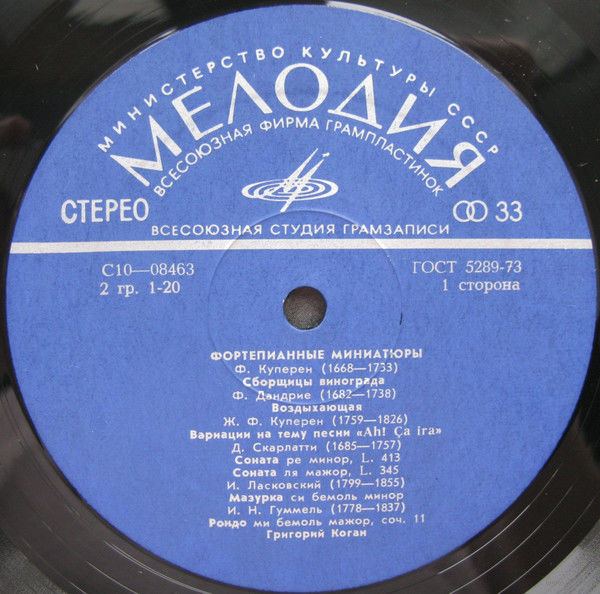 МИНИСТЕРСТВО КУЛЬТУРЫ СССР
МЕЛОДИЯ
ВСЕСОЮЗНАЯ ФИРМА ГРАМПЛАСТИНОК
СТЕРЕО
33
ВСЕСОЮЗНАЯ СТУДИЯ ГРАМЗАПИСИ
С10—08463
ГОСТ 5289-73
2 гр. 1-20
1 сторона
ФОРТЕПИАННЫЕ МИНИАТЮРЫ
Ф. Куперен (1668—1733)
Сборщицы винограда
Ф. Дандрие (1682—1738)
Воздыхающая
Ж. Ф. Куперен (1759—1826)
Вариации на тему песни «Ah! Ça ira»
Д. Скарлатти (1685—1757)
Соната ре минор, L. 413
Соната ля мажор, L. 345
И. Ласковский (1799—1855)
Мазурка си бемоль минор
И. Н. Гуммель (1778—1837)
Рондо ми бемоль мажор, соч. 11
Григорий Коган